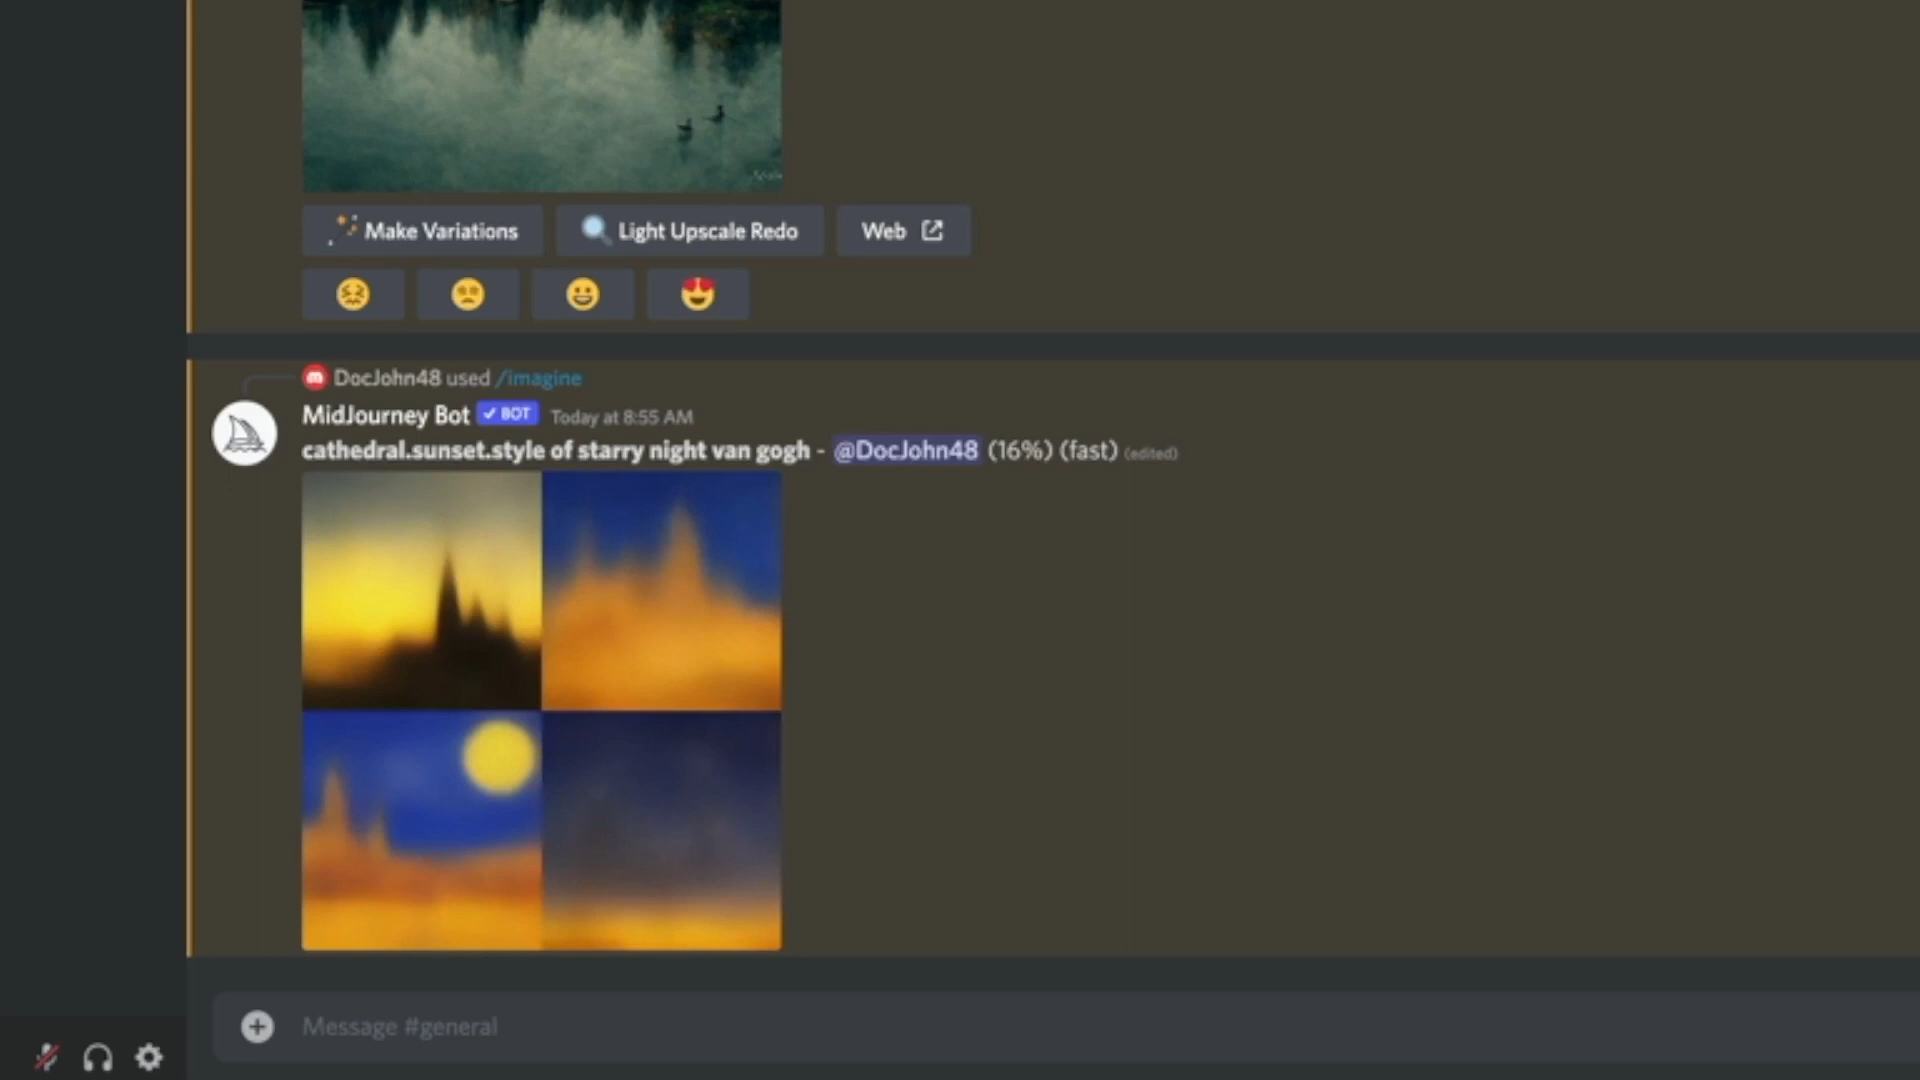 Make Variations
Light Upscale Redo
Web
DocJohn48 used /imagine
MidJourney Bot ✓ BOT Today at 8:55 AM
cathedral.sunset.style of starry night van gogh - @DocJohn48 (16%) (fast) (edited)
Message #general